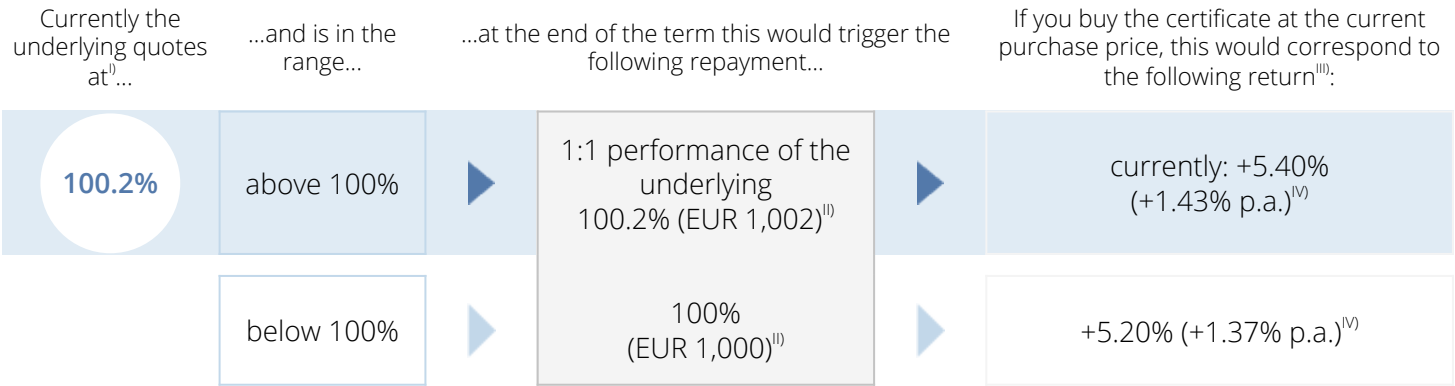 Currently the
underlying quotes
at^I)...
...and is in the
range...
...at the end of the term this would trigger the
following repayment...
If you buy the certificate at the current
purchase price, this would correspond to
the following return^III):
100.2%
above 100%
1:1 performance of the
underlying
100.2% (EUR 1,002)^II)
currently: +5.40%
(+1.43% p.a.)^IV)
below 100%
100%
(EUR 1,000)^II)
+5.20% (+1.37% p.a.)^IV)